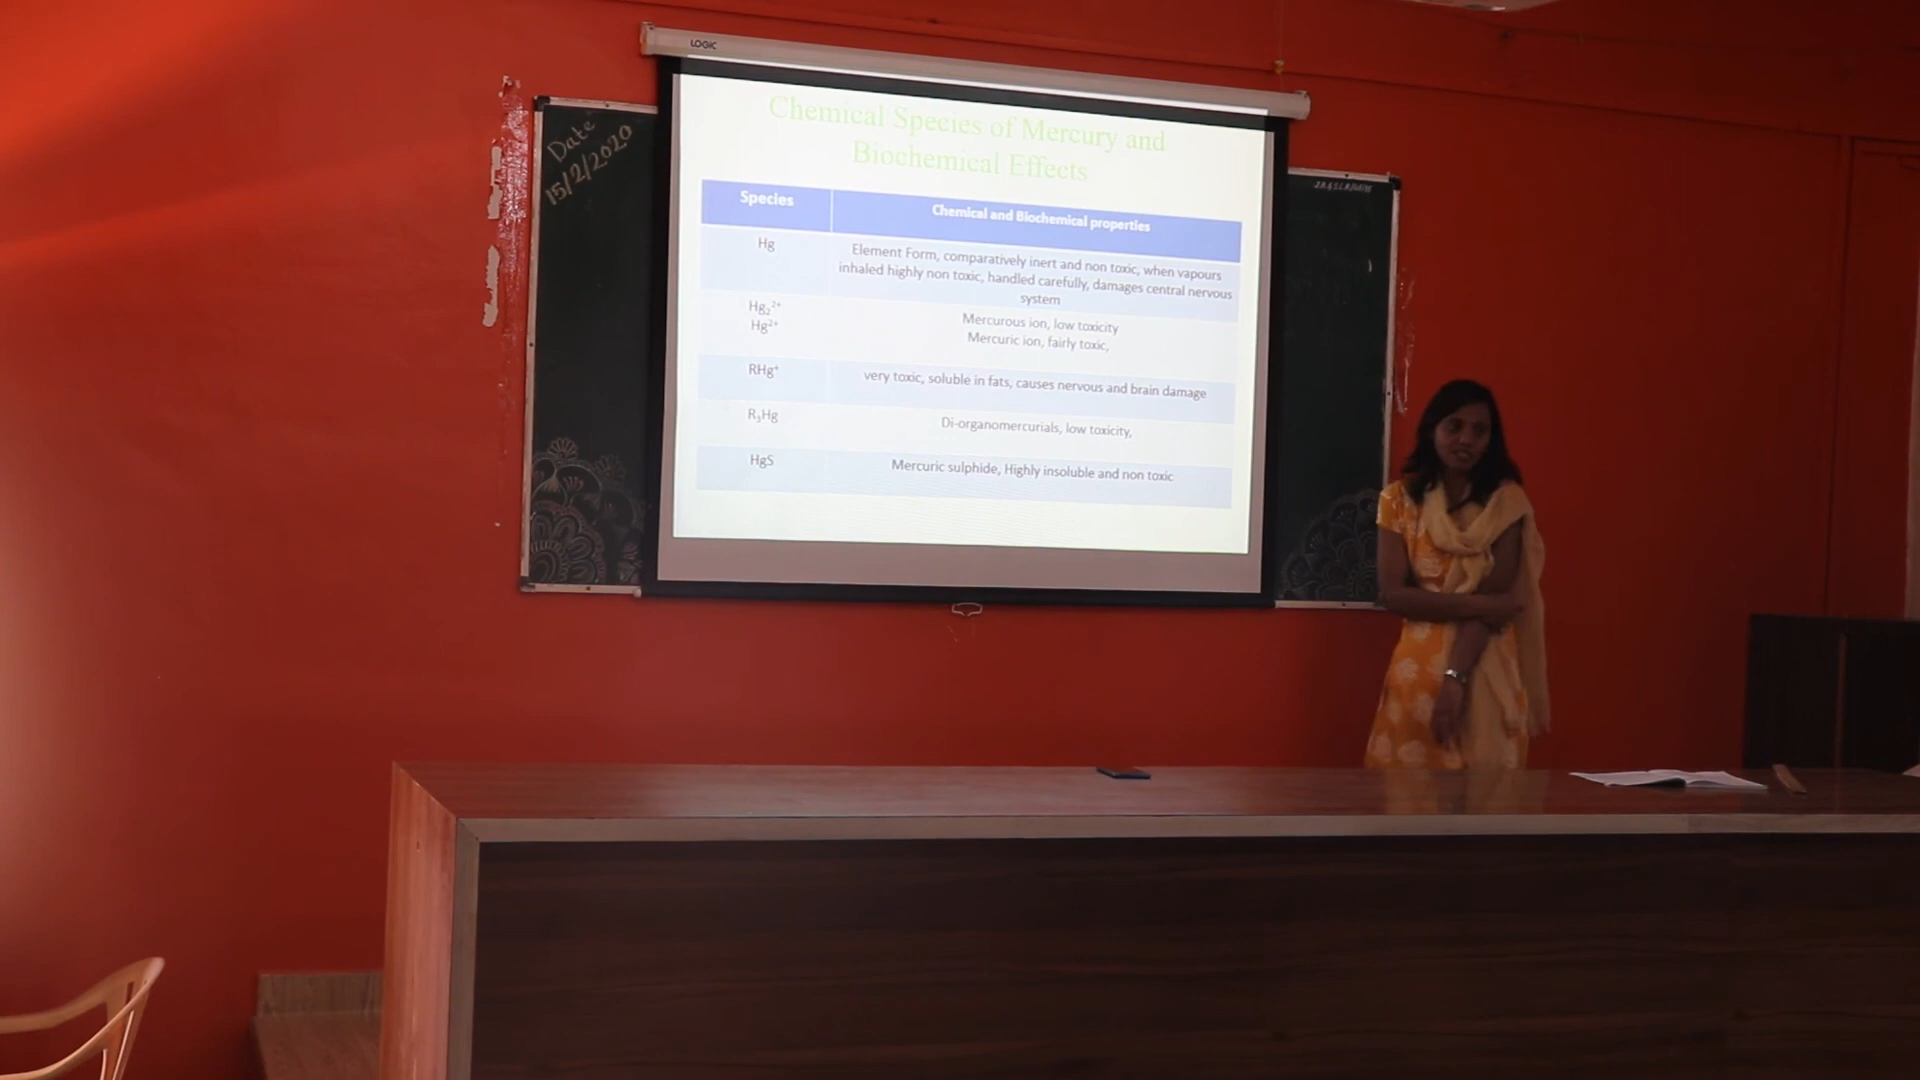 LOGIC
Date
15/2/2020
Chemical Species of Mercury and
Biochemical Effects
Species Chemical and Biochemical properties
Hg Element Form, comparatively inert and non toxic, when vapours
inhaled highly non toxic, handled carefully, damages central nervous
system
Hg₂²⁺ Mercurous ion, low toxicity
Hg²⁺ Mercuric ion, fairly toxic,
RHg⁺ very toxic, soluble in fats, causes nervous and brain damage
R₃Hg Di-organomercurials, low toxicity,
HgS Mercuric sulphide, Highly insoluble and non toxic